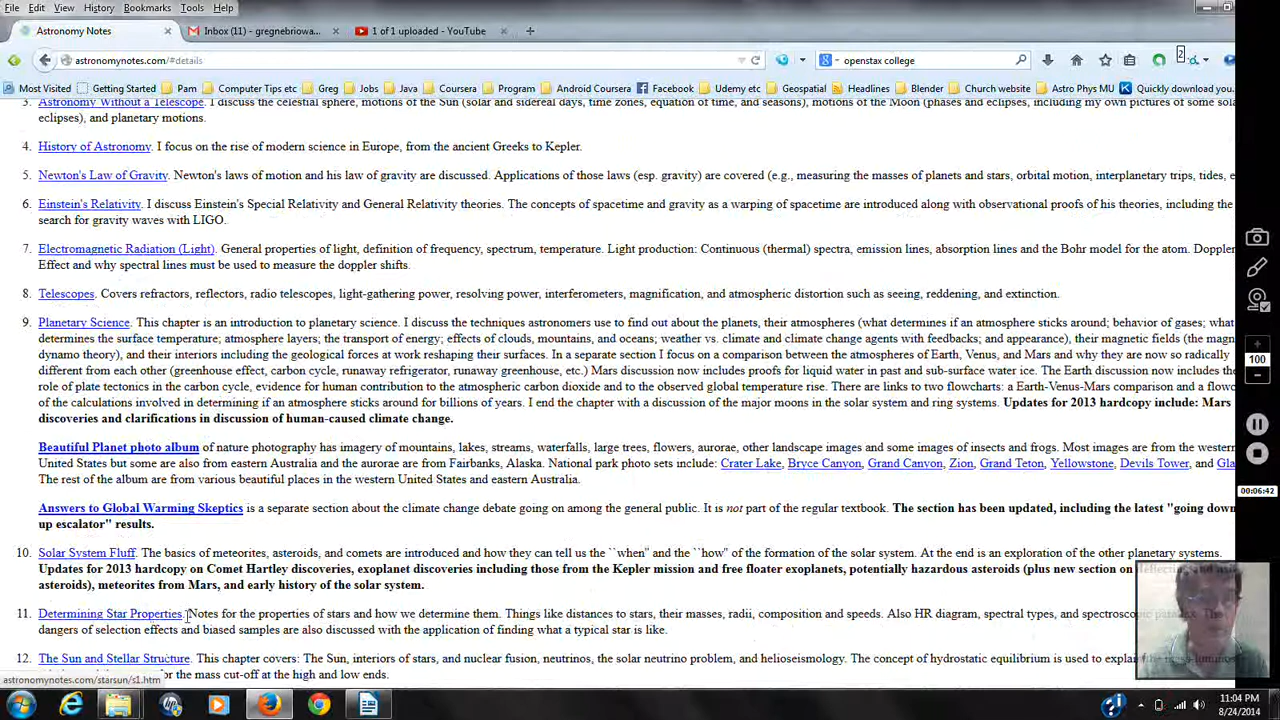 File Edit View History Bookmarks Tools Help
Astronomy Notes × Inbox (11) - gregnebriowa... × 1 of 1 uploaded - YouTube × +
astronomynotes.com/#details openstax college 2
Most Visited Getting Started Pam Computer Tips etc Greg Jobs Java Coursera Program Android Coursera Facebook Udemy etc Geospatial Headlines Blender Church website Astro Phys MU Quickly download you..
3. Astronomy Without a Telescope. I discuss the celestial sphere, motions of the Sun (solar and sidereal days, time zones, equation of time, and seasons), motions of the Moon (phases and eclipses, including my own pictures of some sola
eclipses), and planetary motions.
4. History of Astronomy. I focus on the rise of modern science in Europe, from the ancient Greeks to Kepler.
5. Newton's Law of Gravity. Newton's laws of motion and his law of gravity are discussed. Applications of those laws (esp. gravity) are covered (e.g., measuring the masses of planets and stars, orbital motion, interplanetary trips, tides, e
6. Einstein's Relativity. I discuss Einstein's Special Relativity and General Relativity theories. The concepts of spacetime and gravity as a warping of spacetime are introduced along with observational proofs of his theories, including the
search for gravity waves with LIGO.
7. Electromagnetic Radiation (Light). General properties of light, definition of frequency, spectrum, temperature. Light production: Continuous (thermal) spectra, emission lines, absorption lines and the Bohr model for the atom. Doppler
Effect and why spectral lines must be used to measure the doppler shifts.
8. Telescopes. Covers refractors, reflectors, radio telescopes, light-gathering power, resolving power, interferometers, magnification, and atmospheric distortion such as seeing, reddening, and extinction.
9. Planetary Science. This chapter is an introduction to planetary science. I discuss the techniques astronomers use to find out about the planets, their atmospheres (what determines if an atmosphere sticks around; behavior of gases; what
determines the surface temperature; atmosphere layers; the transport of energy; effects of clouds, mountains, and oceans; weather vs. climate and climate change agents with feedbacks; and appearance), their magnetic fields (the magn
dynamo theory), and their interiors including the geological forces at work reshaping their surfaces. In a separate section I focus on a comparison between the atmospheres of Earth, Venus, and Mars and why they are now so radically
different from each other (greenhouse effect, carbon cycle, runaway refrigerator, runaway greenhouse, etc.) Mars discussion now includes proofs for liquid water in past and sub-surface water ice. The Earth discussion now includes the
role of plate tectonics in the carbon cycle, evidence for human contribution to the atmospheric carbon dioxide and to the observed global temperature rise. There are links to two flowcharts: a Earth-Venus-Mars comparison and a flow
of the calculations involved in determining if an atmosphere sticks around for billions of years. I end the chapter with a discussion of the major moons in the solar system and ring systems. Updates for 2013 hardcopy include: Mars
discoveries and clarifications in discussion of human-caused climate change.
Beautiful Planet photo album of nature photography has imagery of mountains, lakes, streams, waterfalls, large trees, flowers, aurorae, other landscape images and some images of insects and frogs. Most images are from the western
United States but some are also from eastern Australia and the aurorae are from Fairbanks, Alaska. National park photo sets include: Crater Lake, Bryce Canyon, Grand Canyon, Zion, Grand Teton, Yellowstone, Devils Tower, and Gla
The rest of the album are from various beautiful places in the western United States and eastern Australia.
Answers to Global Warming Skeptics is a separate section about the climate change debate going on among the general public. It is not part of the regular textbook. The section has been updated, including the latest "going down
up escalator" results.
10. Solar System Fluff. The basics of meteorites, asteroids, and comets are introduced and how they can tell us the ``when'' and the ``how'' of the formation of the solar system. At the end is an exploration of the other planetary systems.
Updates for 2013 hardcopy on Comet Hartley discoveries, exoplanet discoveries including those from the Kepler mission and free floater exoplanets, potentially hazardous asteroids (plus new section on deflecting
asteroids), meteorites from Mars, and early history of the solar system.
11. Determining Star Properties. Notes for the properties of stars and how we determine them. Things like distances to stars, their masses, radii, composition and speeds. Also HR diagram, spectral types, and spectroscopic parallax. The
dangers of selection effects and biased samples are also discussed with the application of finding what a typical star is like.
12. The Sun and Stellar Structure. This chapter covers: The Sun, interiors of stars, and nuclear fusion, neutrinos, the solar neutrino problem, and helioseismology. The concept of hydrostatic equilibrium is used to explain the mass-luminos
astronomynotes.com/starsun/s1.htm or the mass cut-off at the high and low ends.
+
100
−
00:06:42
11:04 PM
8/24/2014